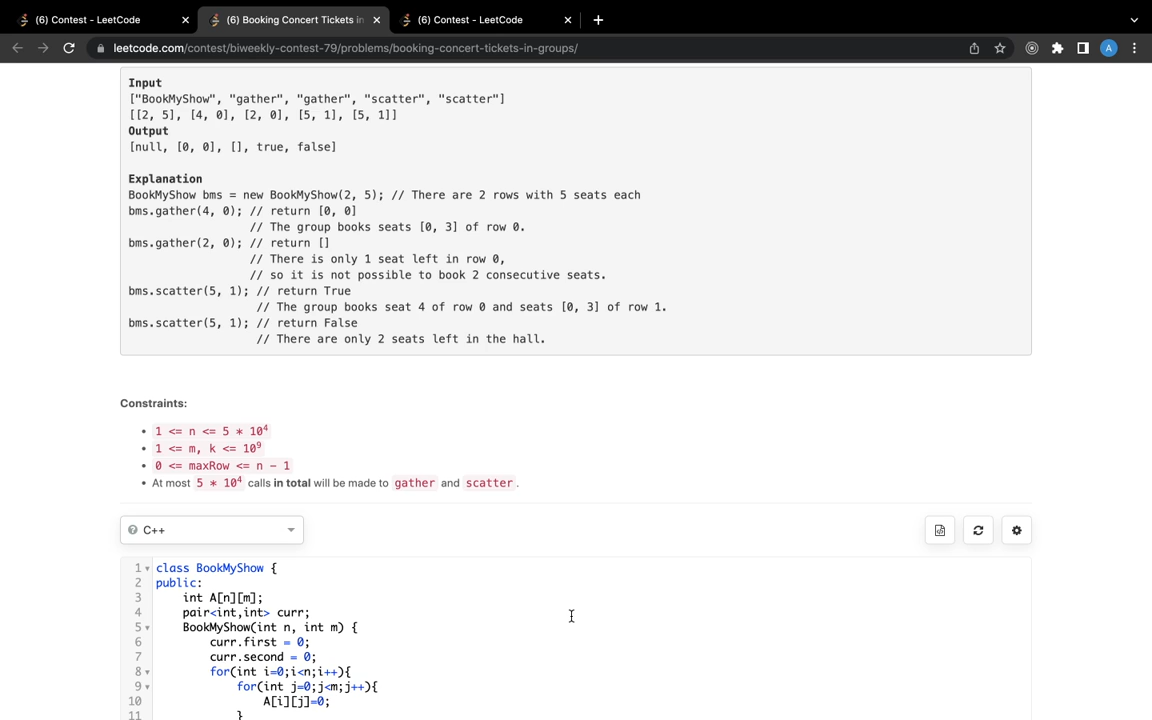 (6) Contest - LeetCode
(6) Booking Concert Tickets in
(6) Contest - LeetCode
leetcode.com/contest/biweekly-contest-79/problems/booking-concert-tickets-in-groups/
A
Input
["BookMyShow", "gather", "gather", "scatter", "scatter"]
[[2, 5], [4, 0], [2, 0], [5, 1], [5, 1]]
Output
[null, [0, 0], [], true, false]
Explanation
BookMyShow bms = new BookMyShow(2, 5); // There are 2 rows with 5 seats each
bms.gather(4, 0); // return [0, 0]
// The group books seats [0, 3] of row 0.
bms.gather(2, 0); // return []
// There is only 1 seat left in row 0,
// so it is not possible to book 2 consecutive seats.
bms.scatter(5, 1); // return True
// The group books seat 4 of row 0 and seats [0, 3] of row 1.
bms.scatter(5, 1); // return False
// There are only 2 seats left in the hall.
Constraints:
• 1 <= n <= 5 * 10⁴
• 1 <= m, k <= 10⁹
• 0 <= maxRow <= n - 1
• At most 5 * 10⁴ calls in total will be made to gather and scatter.
C++
1 class BookMyShow {
2 public:
3 int A[n][m];
4 pair<int,int> curr;
5 BookMyShow(int n, int m) {
6 curr.first = 0;
7 curr.second = 0;
8 for(int i=0;i<n;i++){
9 for(int j=0;j<m;j++){
10 A[i][j]=0;
11 }